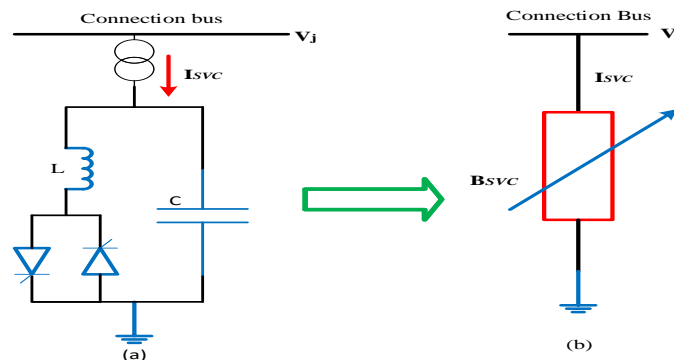 Connection bus
Vj
ISVC
L
C
(a)
Connection Bus
V
ISVC
BSVC
(b)